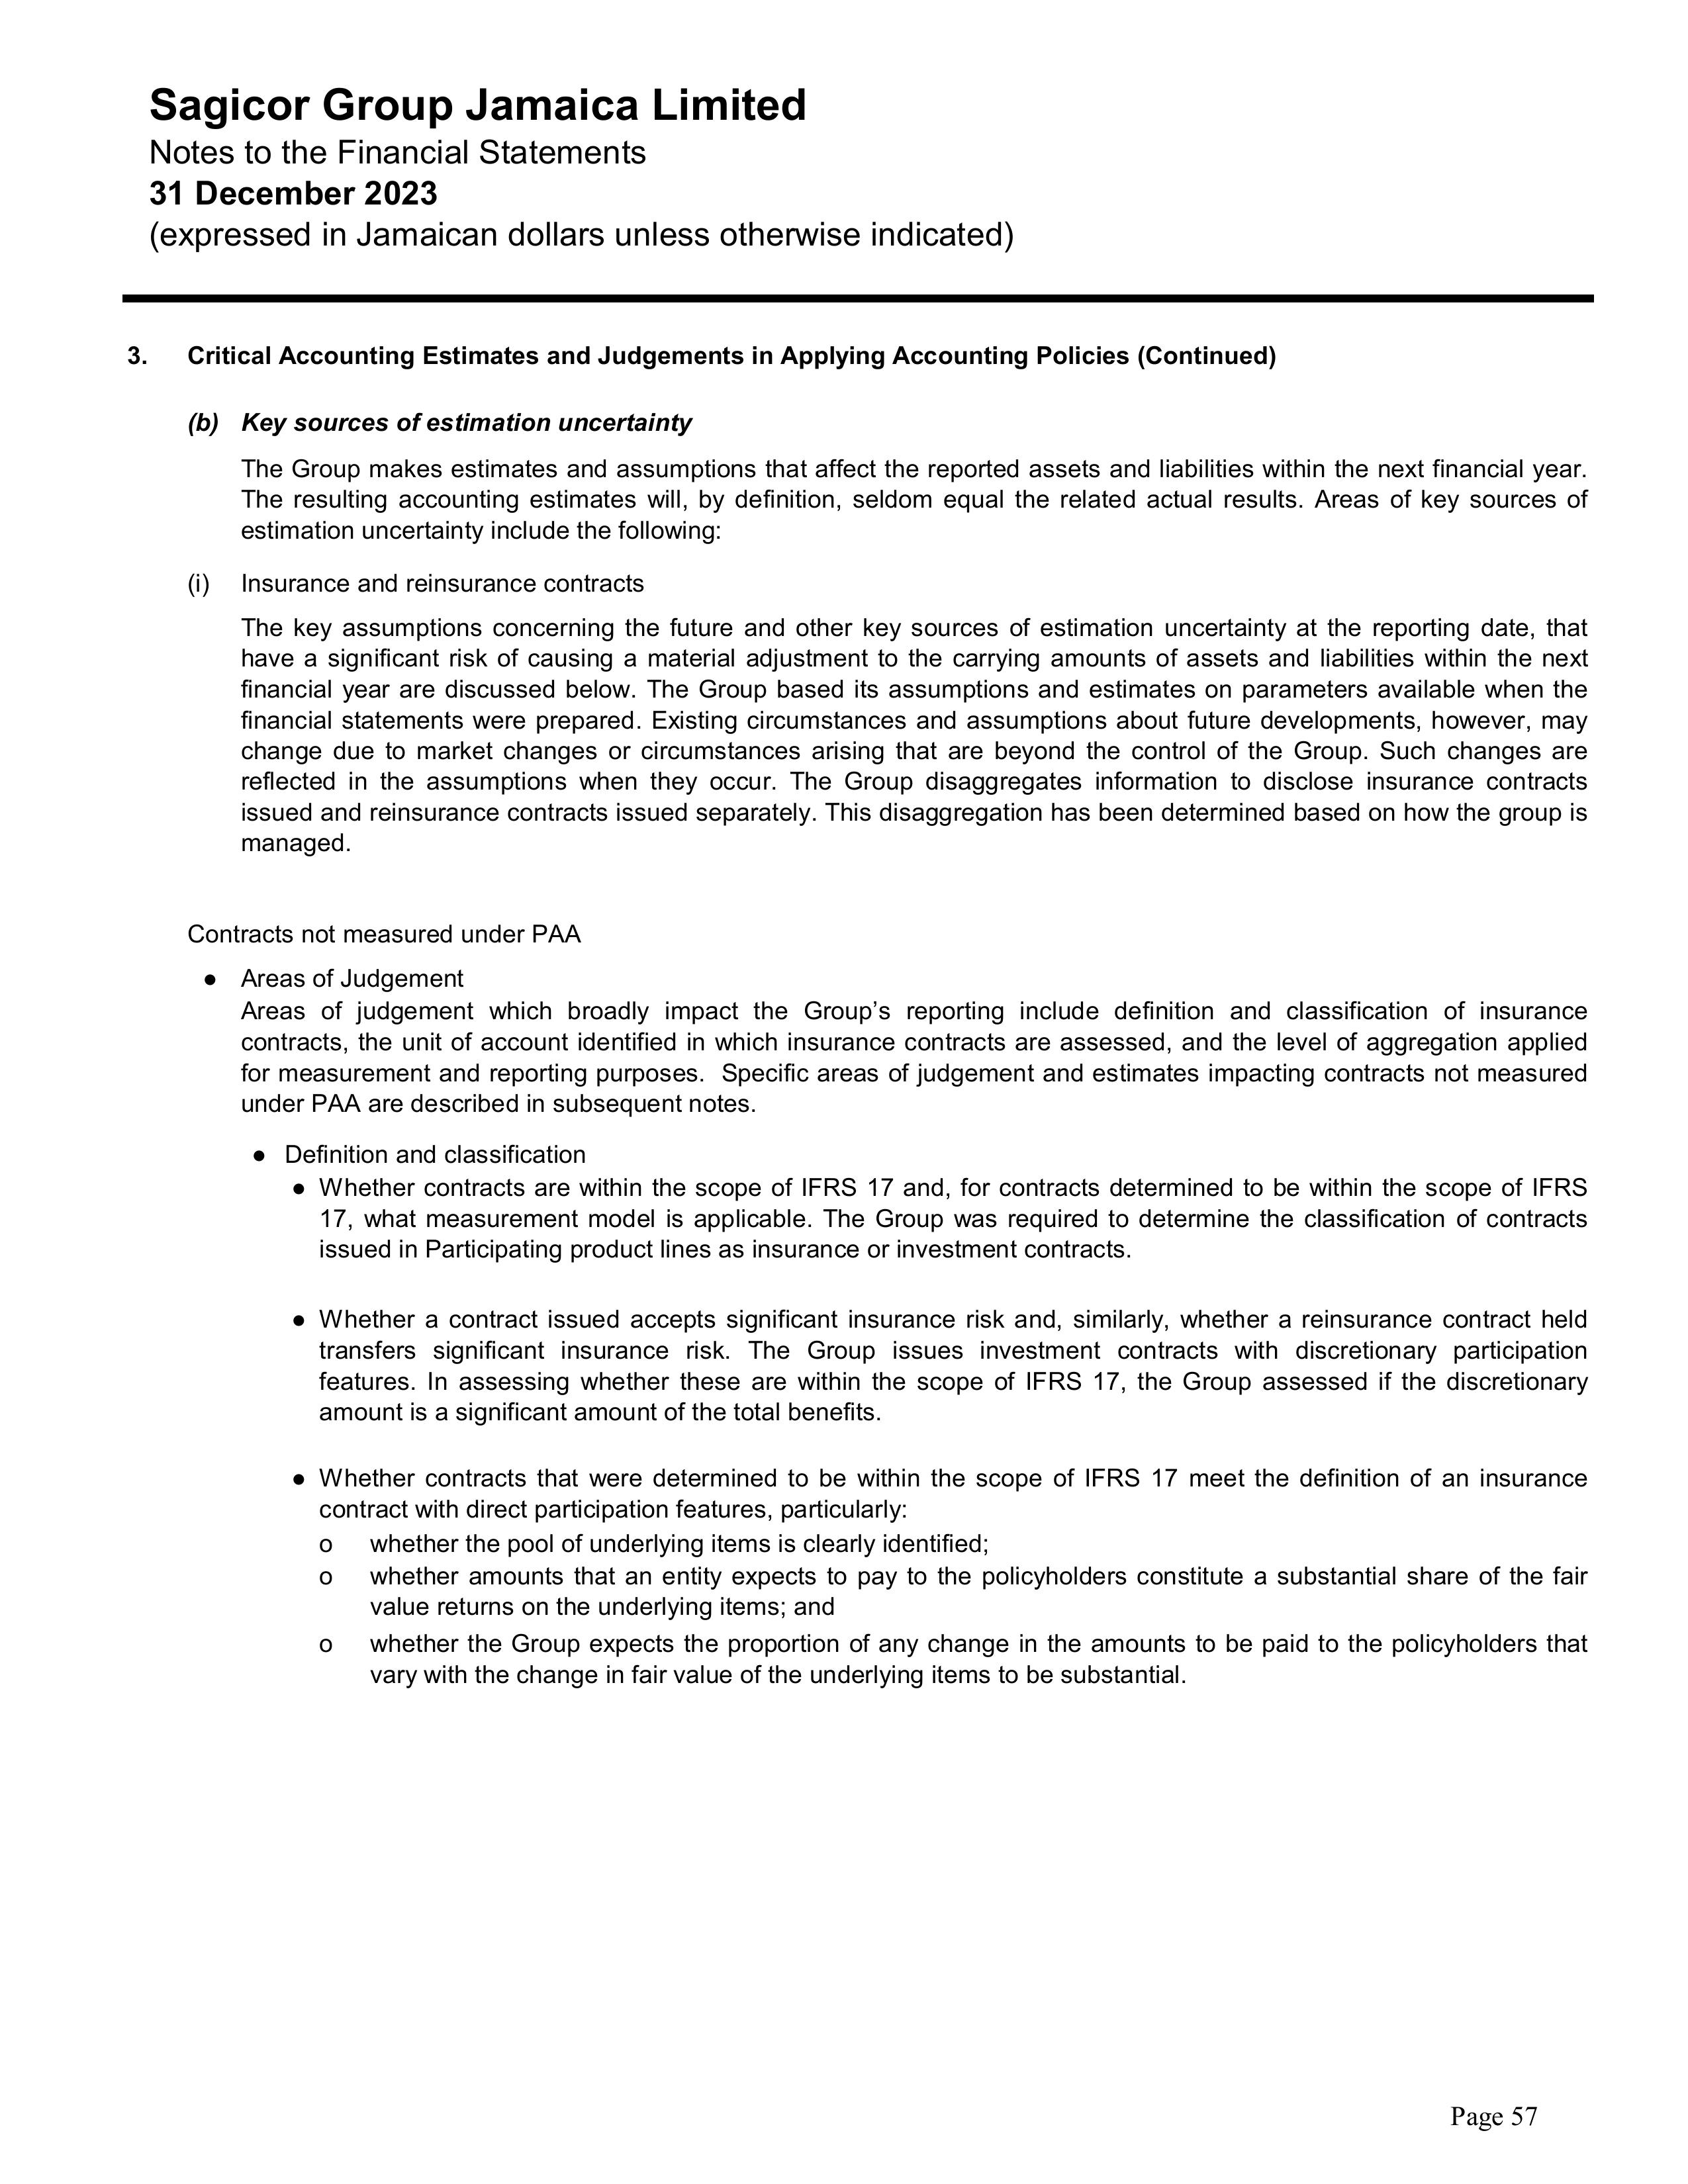 Sagicor Group Jamaica Limited
Notes to the Financial Statements
31 December 2023
(expressed in Jamaican dollars unless otherwise indicated)
3. Critical Accounting Estimates and Judgements in Applying Accounting Policies (Continued)
(b) Key sources of estimation uncertainty
The Group makes estimates and assumptions that affect the reported assets and liabilities within the next financial year.
The resulting accounting estimates will, by definition, seldom equal the related actual results. Areas of key sources of
estimation uncertainty include the following:
(i) Insurance and reinsurance contracts
The key assumptions concerning the future and other key sources of estimation uncertainty at the reporting date, that
have a significant risk of causing a material adjustment to the carrying amounts of assets and liabilities within the next
financial year are discussed below. The Group based its assumptions and estimates on parameters available when the
financial statements were prepared. Existing circumstances and assumptions about future developments, however, may
change due to market changes or circumstances arising that are beyond the control of the Group. Such changes are
reflected in the assumptions when they occur. The Group disaggregates information to disclose insurance contracts
issued and reinsurance contracts issued separately. This disaggregation has been determined based on how the group is
managed.
Contracts not measured under PAA
● Areas of Judgement
Areas of judgement which broadly impact the Group's reporting include definition and classification of insurance
contracts, the unit of account identified in which insurance contracts are assessed, and the level of aggregation applied
for measurement and reporting purposes. Specific areas of judgement and estimates impacting contracts not measured
under PAA are described in subsequent notes.
● Definition and classification
● Whether contracts are within the scope of IFRS 17 and, for contracts determined to be within the scope of IFRS
17, what measurement model is applicable. The Group was required to determine the classification of contracts
issued in Participating product lines as insurance or investment contracts.
● Whether a contract issued accepts significant insurance risk and, similarly, whether a reinsurance contract held
transfers significant insurance risk. The Group issues investment contracts with discretionary participation
features. In assessing whether these are within the scope of IFRS 17, the Group assessed if the discretionary
amount is a significant amount of the total benefits.
● Whether contracts that were determined to be within the scope of IFRS 17 meet the definition of an insurance
contract with direct participation features, particularly:
o whether the pool of underlying items is clearly identified;
o whether amounts that an entity expects to pay to the policyholders constitute a substantial share of the fair
value returns on the underlying items; and
o whether the Group expects the proportion of any change in the amounts to be paid to the policyholders that
vary with the change in fair value of the underlying items to be substantial.
Page 57